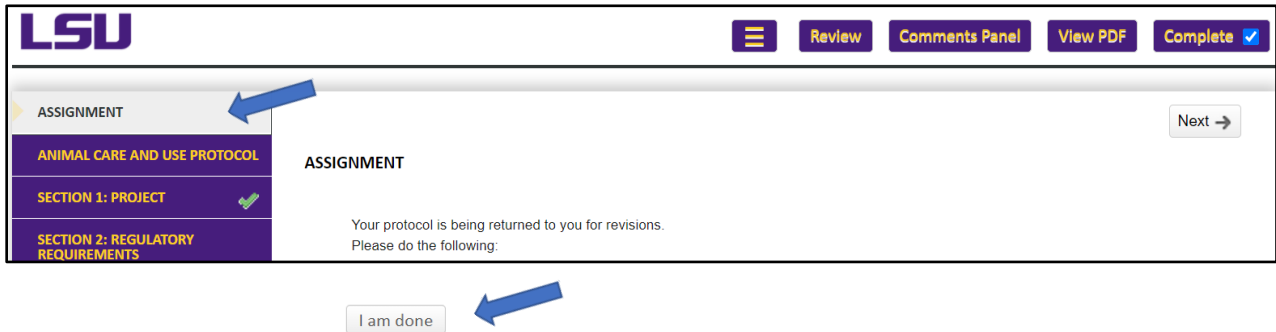 LSU
Review Comments Panel View PDF Complete
ASSIGNMENT
Next
ANIMAL CARE AND USE PROTOCOL
ASSIGNMENT
SECTION 1: PROJECT
Your protocol is being returned to you for revisions.
Please do the following:
SECTION 2: REGULATORY
REQUIREMENTS
I am done